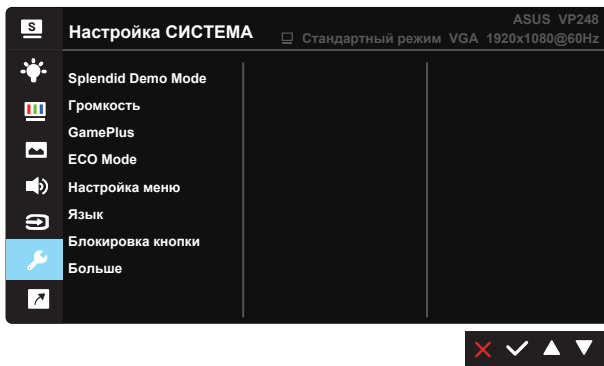 S
Настройка СИСТЕМА
ASUS VP248
Стандартный режим VGA 1920x1080@60Hz
Splendid Demo Mode
Громкость
GamePlus
ECO Mode
Настройка меню
Язык
Блокировка кнопки
Больше